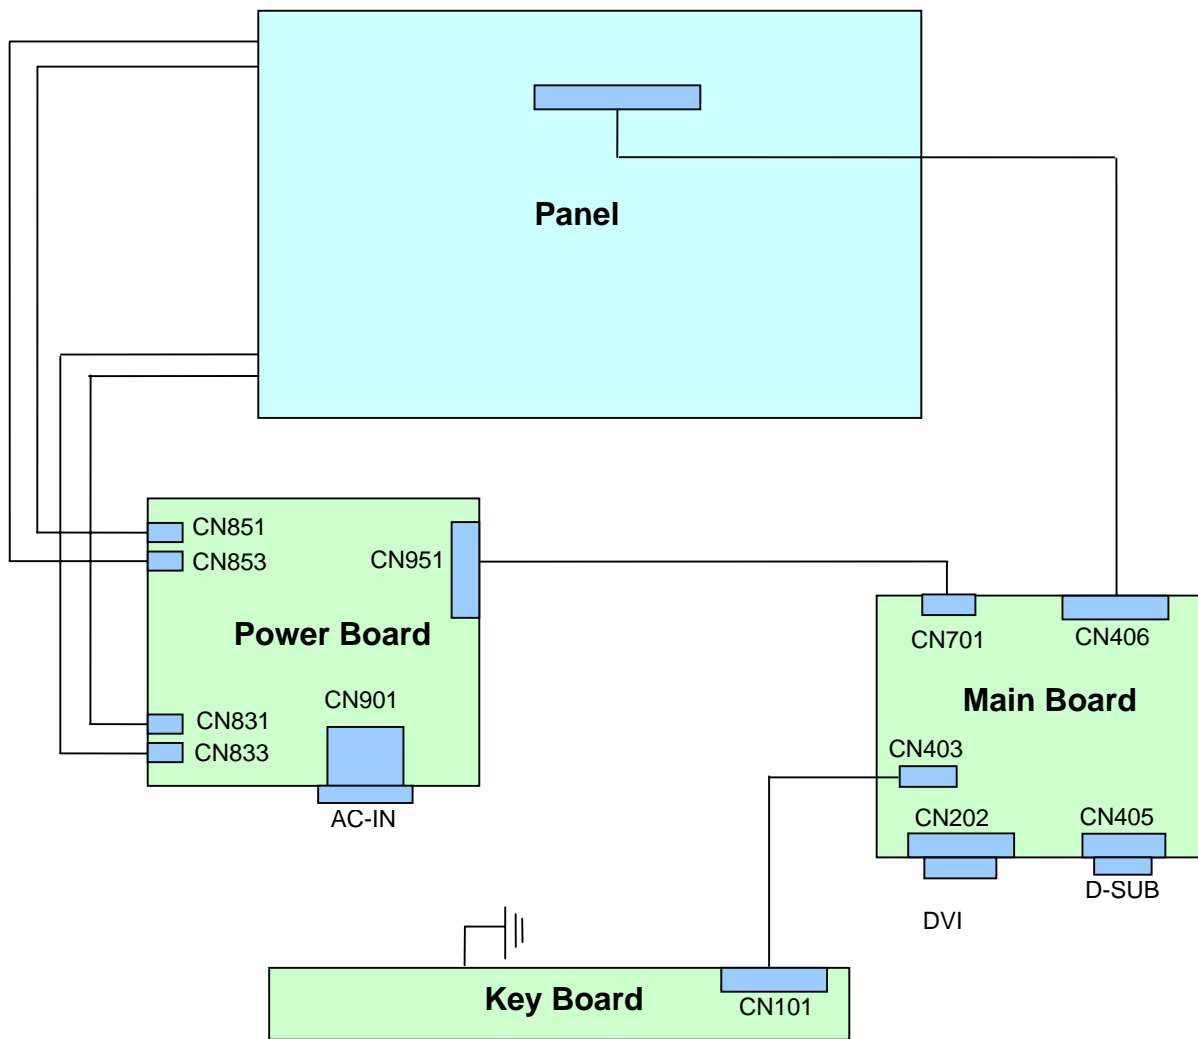 Panel
CN851
CN853
CN951
Power Board
CN901
CN831
CN833
AC-IN
CN701
CN406
Main Board
CN403
CN202
CN405
D-SUB
DVI
Key Board
CN101